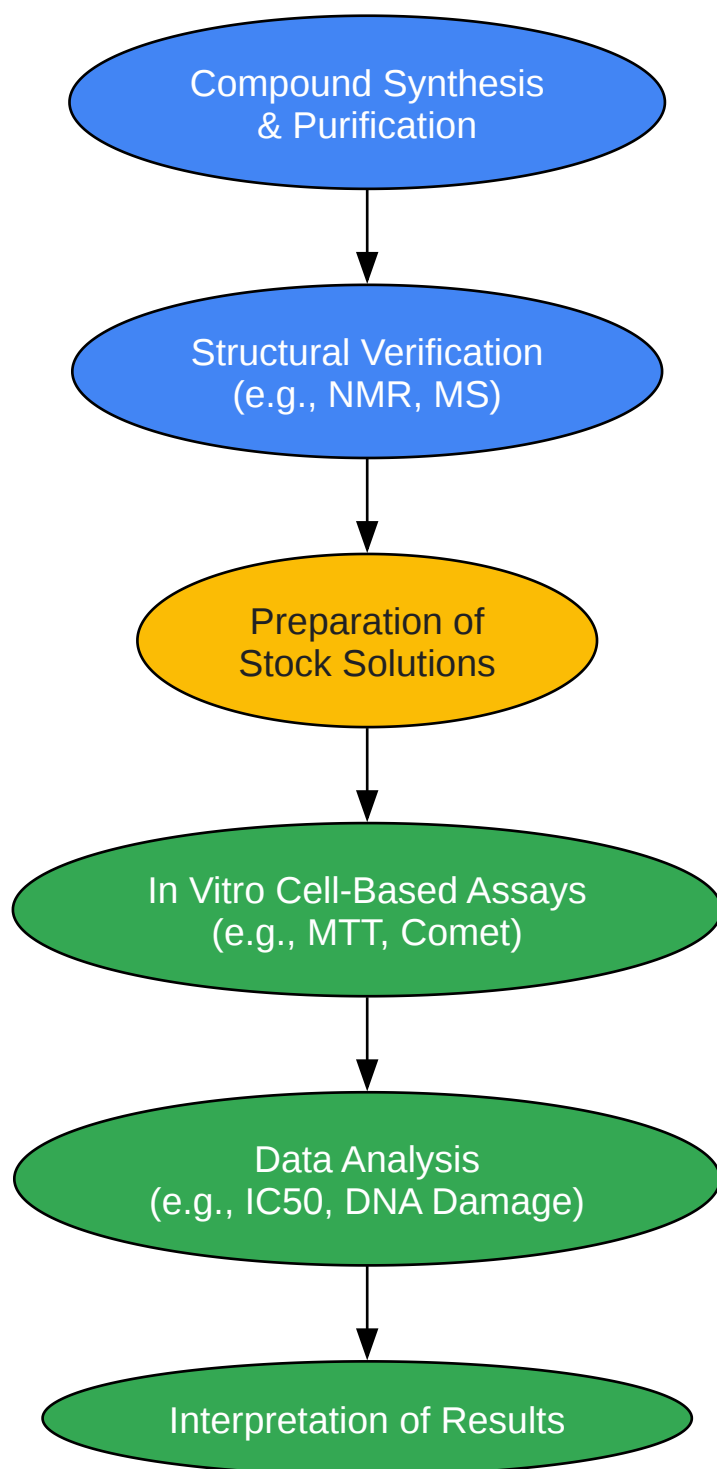 Compound Synthesis
& Purification
Structural Verification
(e.g., NMR, MS)
Preparation of
Stock Solutions
In Vitro Cell-Based Assays
(e.g., MTT, Comet)
Data Analysis
(e.g., IC50, DNA Damage)
Interpretation of Results